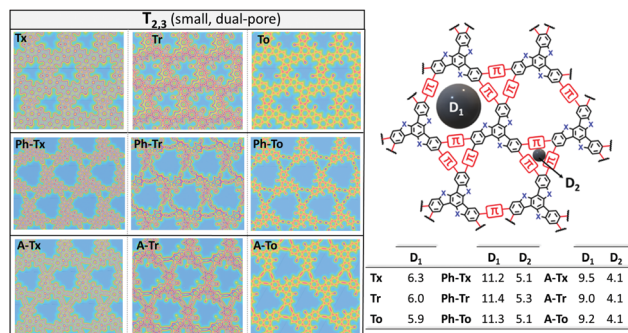 T2,3 (small, dual-pore)
Tx Tr To
Ph-Tx Ph-Tr Ph-To
A-Tx A-Tr A-To
X X X
X X X
π π
π π π
D1
X X X
π π
π π π
D2
X X X
π
D1 D1 D2 D1 D2
Tx 6.3 Ph-Tx 11.2 5.1 A-Tx 9.5 4.1
Tr 6.0 Ph-Tr 11.4 5.3 A-Tr 9.0 4.1
To 5.9 Ph-To 11.3 5.1 A-To 9.2 4.1